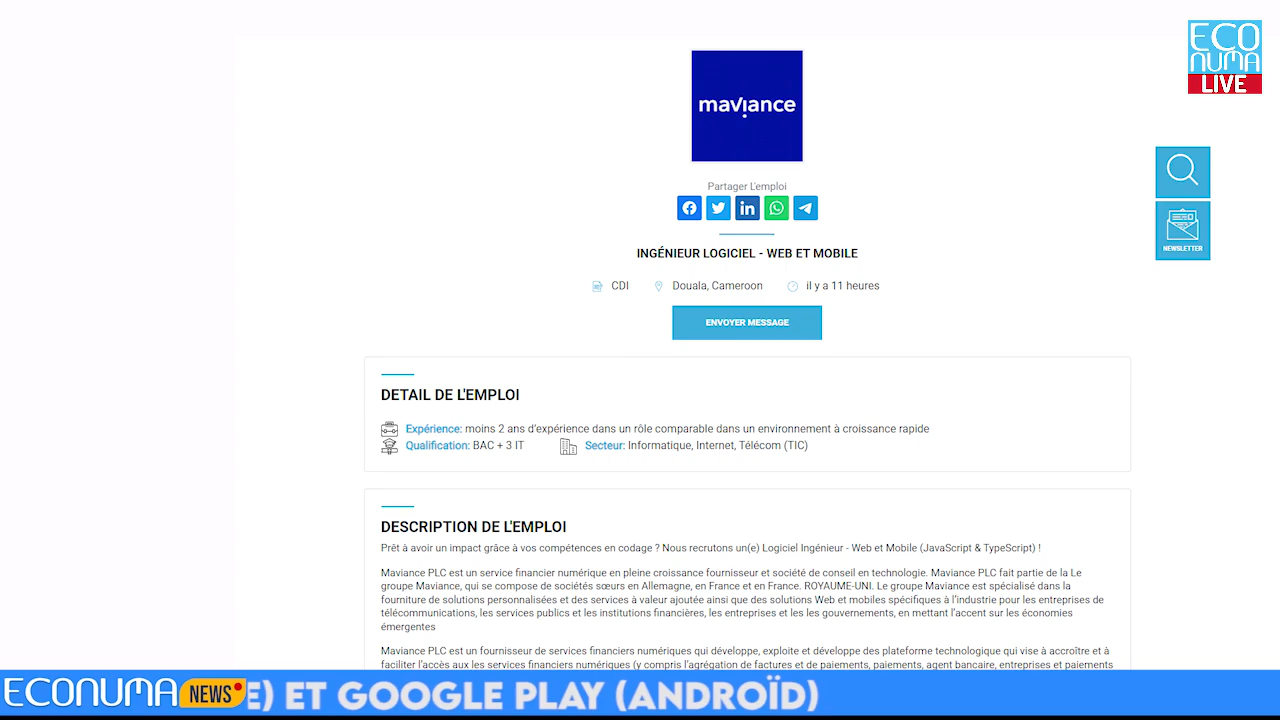 ECO
NUMA
LIVE
maviance
Partager L'emploi
NEWSLETTER
INGÉNIEUR LOGICIEL - WEB ET MOBILE
CDI Douala, Cameroon il y a 11 heures
ENVOYER MESSAGE
DETAIL DE L'EMPLOI
Expérience: moins 2 ans d'expérience dans un rôle comparable dans un environnement à croissance rapide
Qualification: BAC + 3 IT Secteur: Informatique, Internet, Télécom (TIC)
DESCRIPTION DE L'EMPLOI
Prêt à avoir un impact grâce à vos compétences en codage ? Nous recrutons un(e) Logiciel Ingénieur - Web et Mobile (JavaScript & TypeScript) !
Maviance PLC est un service financier numérique en pleine croissance fournisseur et société de conseil en technologie. Maviance PLC fait partie de la Le
groupe Maviance, qui se compose de sociétés sœurs en Allemagne, en France et en France. ROYAUME-UNI. Le groupe Maviance est spécialisé dans la
fourniture de solutions personnalisées et des services à valeur ajoutée ainsi que des solutions Web et mobiles spécifiques à l'industrie pour les entreprises de
télécommunications, les services publics et les institutions financières, les entreprises et les les gouvernements, en mettant l'accent sur les économies
émergentes
Maviance PLC est un fournisseur de services financiers numériques qui développe, exploite et développe des plateforme technologique qui vise à accroître et à
faciliter l'accès aux les services financiers numériques (y compris l'agrégation de factures et de paiements, paiements, agent bancaire, entreprises et paiements
ECONUMA NEWS E) ET GOOGLE PLAY (ANDROÏD)